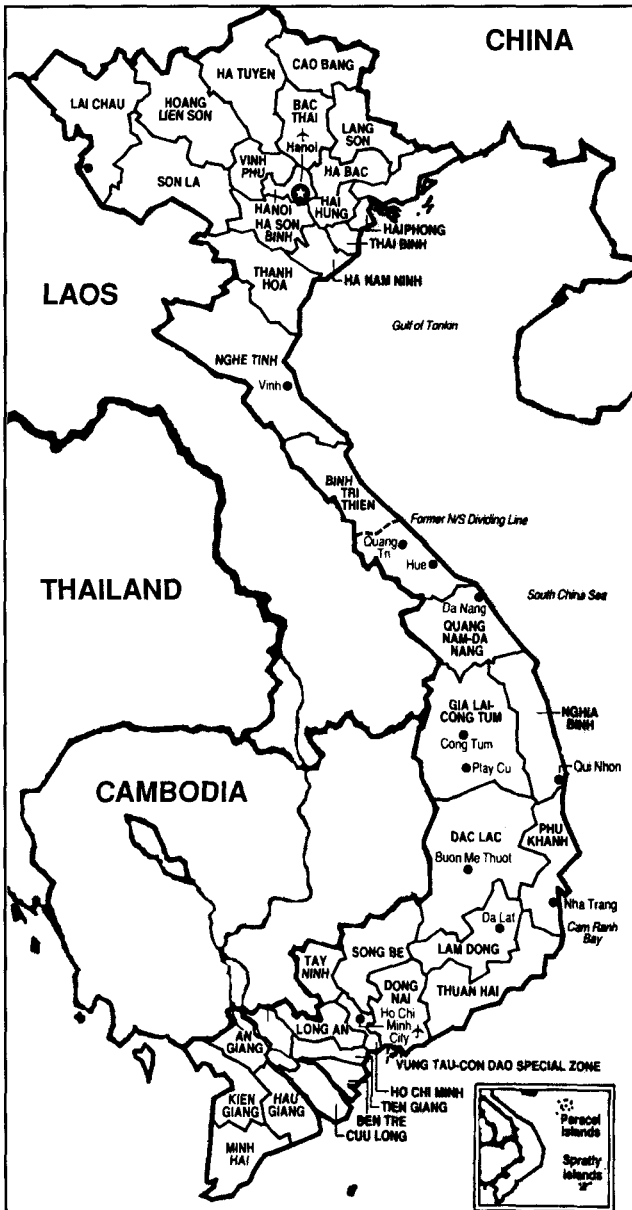 CHINA
CAO BANG
HA TUYEN
LAI CHAU
HOANG
LIEN SON
BAC
THAI
LANG
SON
Hanoi
VINH
PHU
HA BAC
SON LA
HANOI
HAI
HUNG
HA SON
BINH
HAIPHONG
THAI BINH
THANH
HOA
HA NAM NINH
LAOS
Gulf of Tonkin
NGHE TINH
Vinh
BINH
TRI
THIEN
Former N/S Dividing Line
Quang
Tri
Hue
THAILAND
South China Sea
Da Nang
QUANG
NAM-DA
NANG
GIA LAI-
CONG TUM
NGHIA
BINH
Cong Tum
Play Cu
Qui Nhon
CAMBODIA
DAC LAC
PHU
KHANH
Buon Me Thuot
Nha Trang
Da Lat
Cam Ranh
Bay
SONG BE
LAM DONG
TAY
NINH
DONG
NAI
THUAN HAI
Ho Chi
Minh
City
LONG AN
AN
GIANG
VUNG TAU-CON DAO SPECIAL ZONE
HO CHI MINH
TIEN GIANG
BEN TRE
CUU LONG
KIEN
GIANG
HAU
GIANG
MINH
HAI
Paracel
Islands
Spratly
Islands